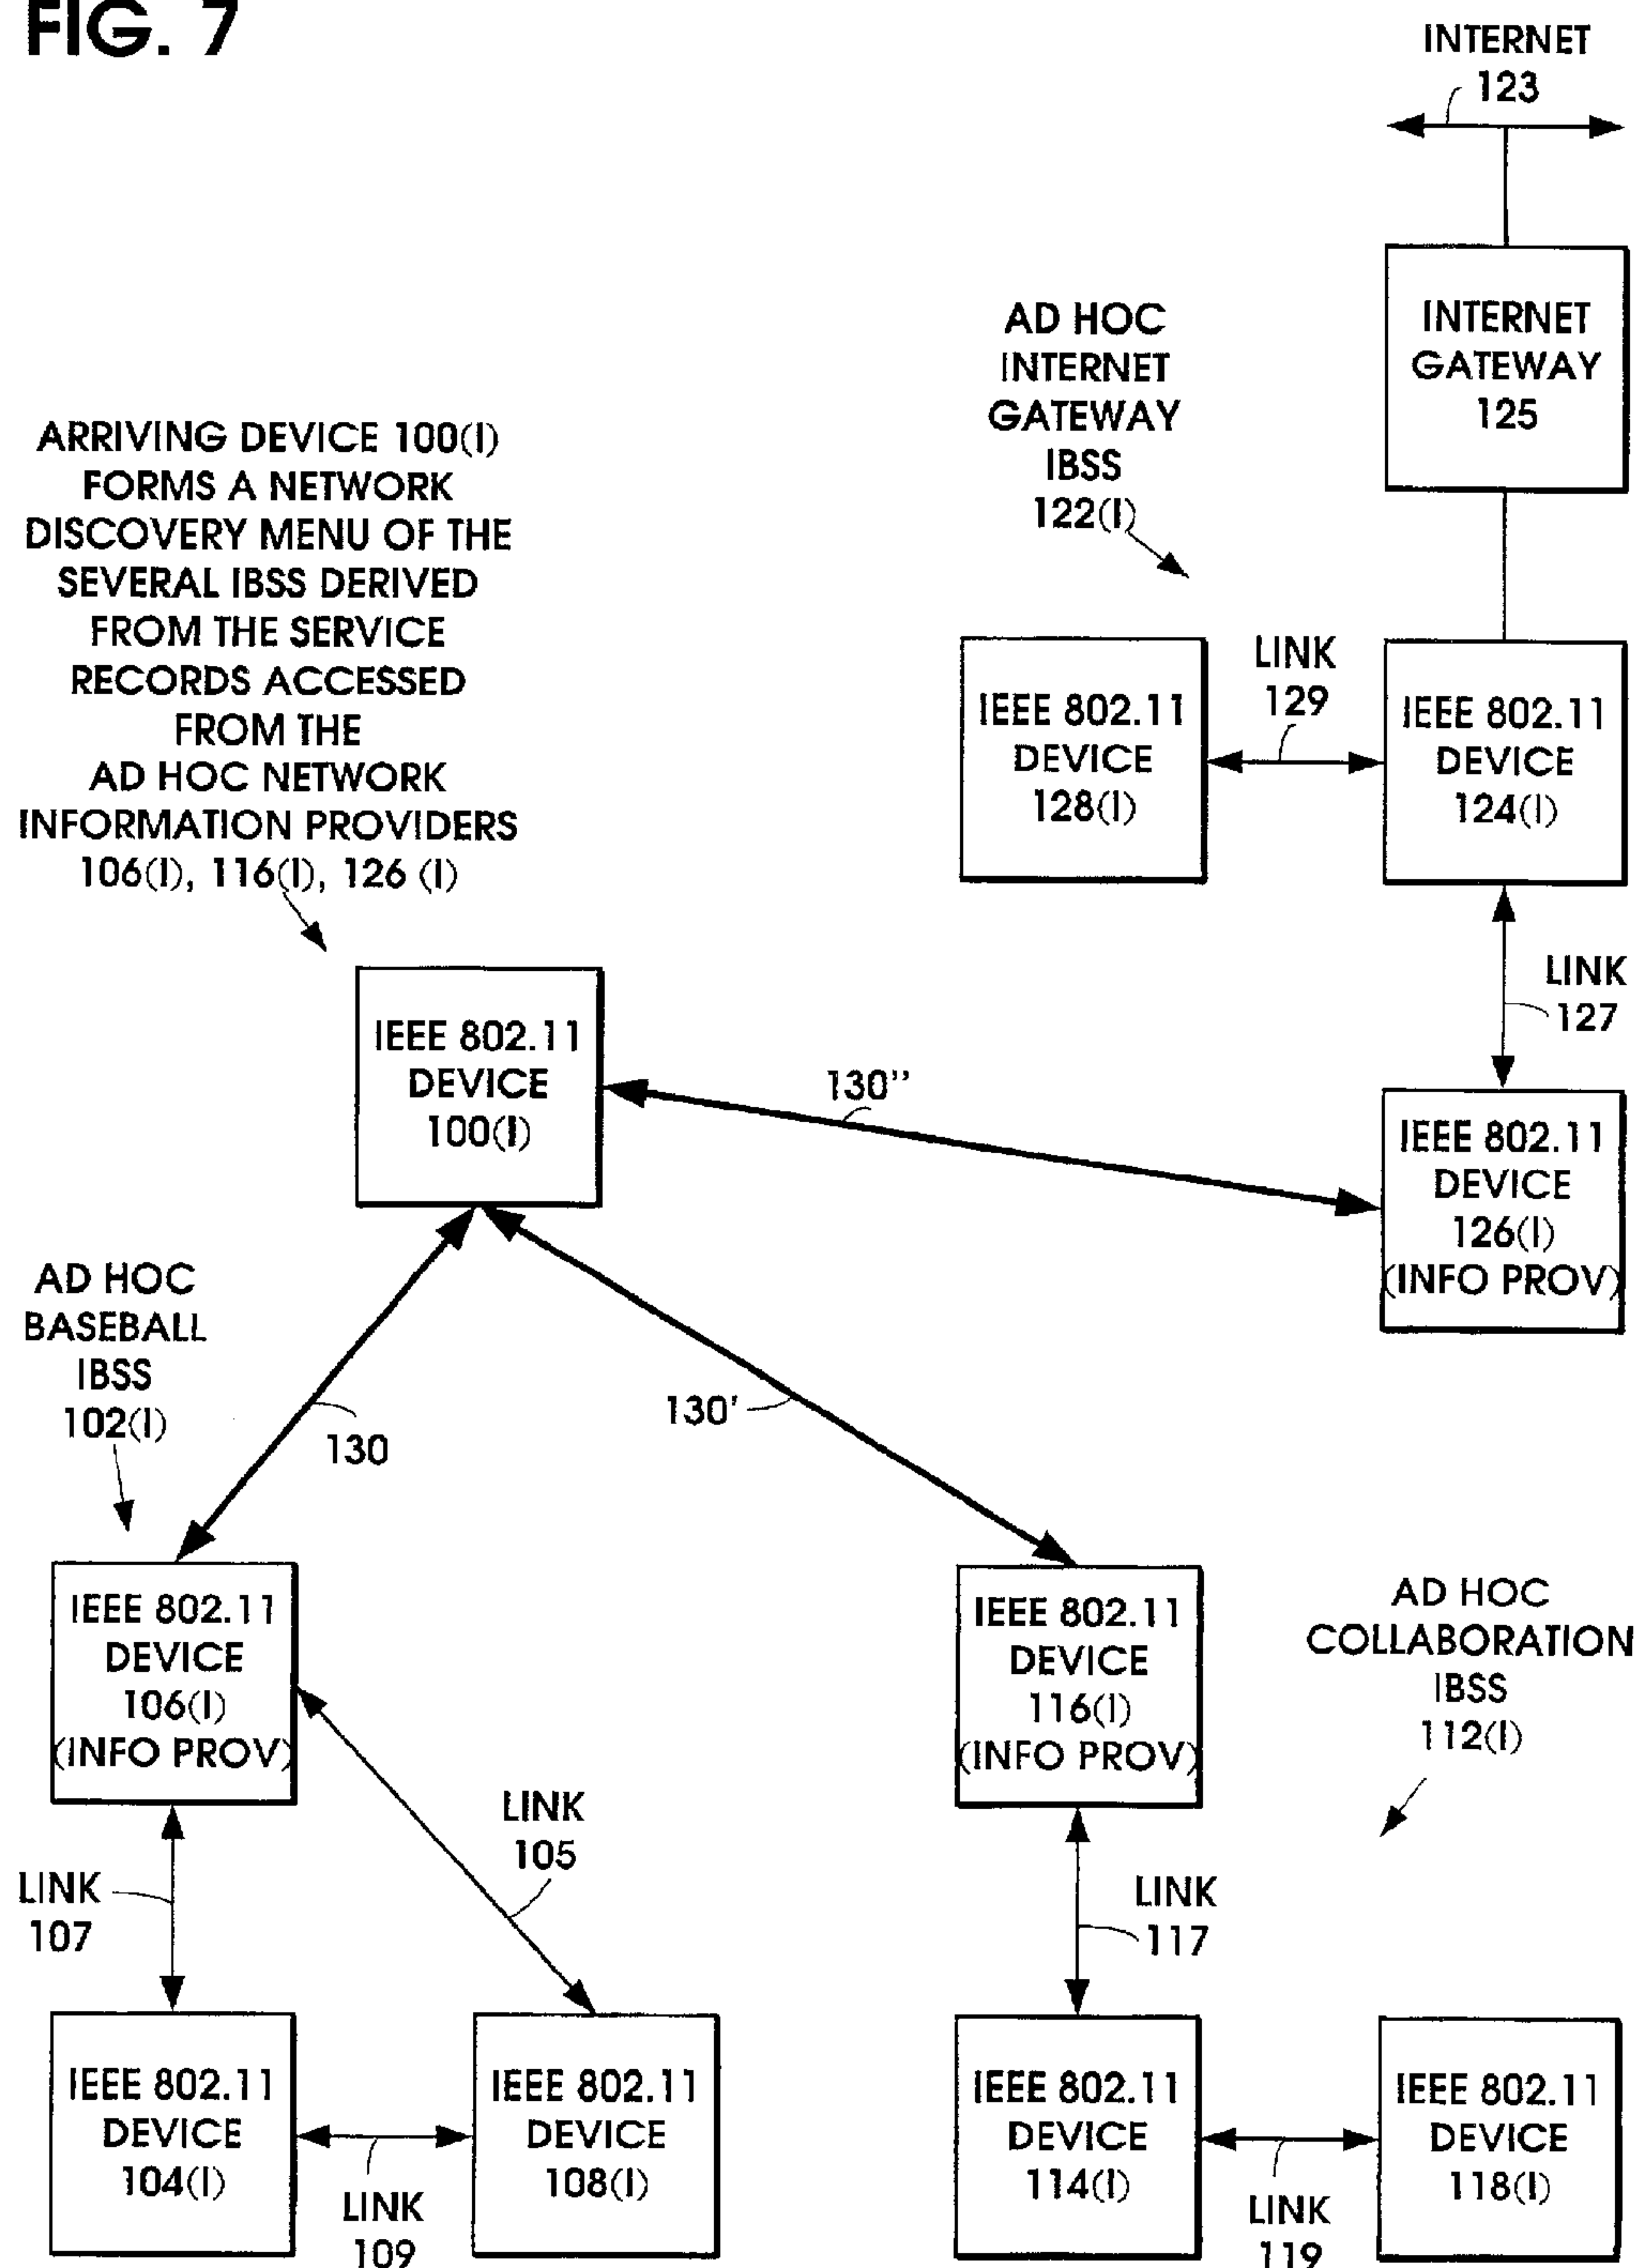 FIG. 7
INTERNET
123
INTERNET
GATEWAY
125
AD HOC
INTERNET
GATEWAY
IBSS
122(I)
ARRIVING DEVICE 100(I)
FORMS A NETWORK
DISCOVERY MENU OF THE
SEVERAL IBSS DERIVED
FROM THE SERVICE
RECORDS ACCESSED
FROM THE
AD HOC NETWORK
INFORMATION PROVIDERS
106(I), 116(I), 126 (I)
IEEE 802.11
DEVICE
128(I)
LINK
129
IEEE 802.11
DEVICE
124(I)
LINK
127
IEEE 802.11
DEVICE
100(I)
130''
IEEE 802.11
DEVICE
126(I)
(INFO PROV)
AD HOC
BASEBALL
IBSS
102(I)
130
130'
IEEE 802.11
DEVICE
106(I)
(INFO PROV)
IEEE 802.11
DEVICE
116(I)
(INFO PROV)
AD HOC
COLLABORATION
IBSS
112(I)
LINK
105
LINK
107
LINK
117
IEEE 802.11
DEVICE
104(I)
LINK
109
IEEE 802.11
DEVICE
108(I)
IEEE 802.11
DEVICE
114(I)
LINK
119
IEEE 802.11
DEVICE
118(I)